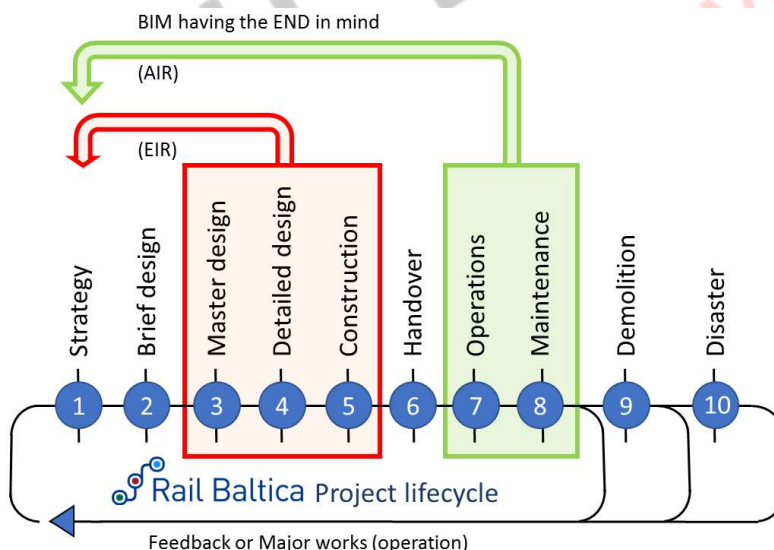 BIM having the END in mind
(AIR)
(EIR)
Strategy
Brief design
Master design
Detailed design
Construction
Handover
Operations
Maintenance
Demolition
Disaster
1 2 3 4 5 6 7 8 9 10
Rail Baltica Project lifecycle
Feedback or Major works (operation)